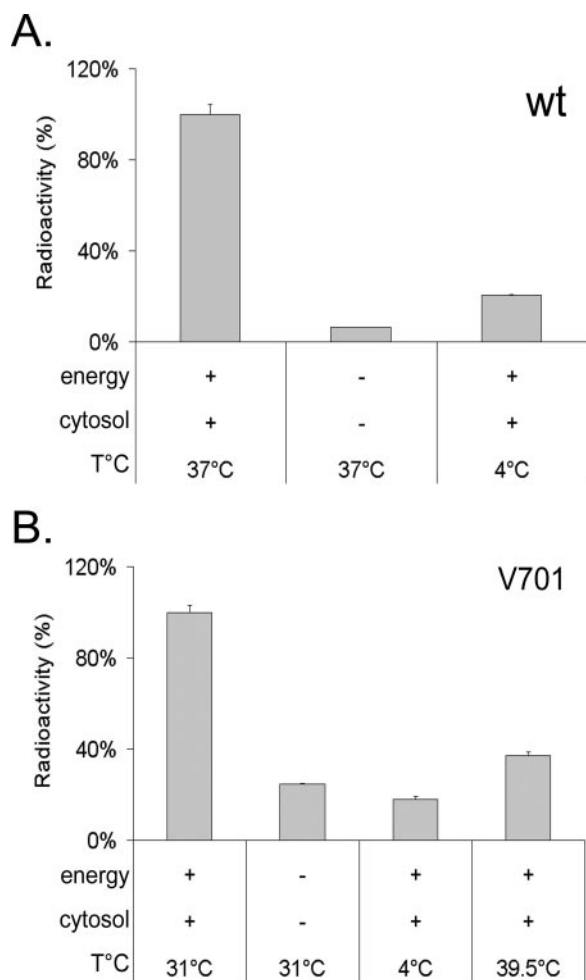 A.
wt
Radioactivity (%)
120%
80%
40%
0%
energy + - +
cytosol + - +
T°C 37°C 37°C 4°C
B.
V701
Radioactivity (%)
120%
80%
40%
0%
energy + - + +
cytosol + - + +
T°C 31°C 31°C 4°C 39.5°C